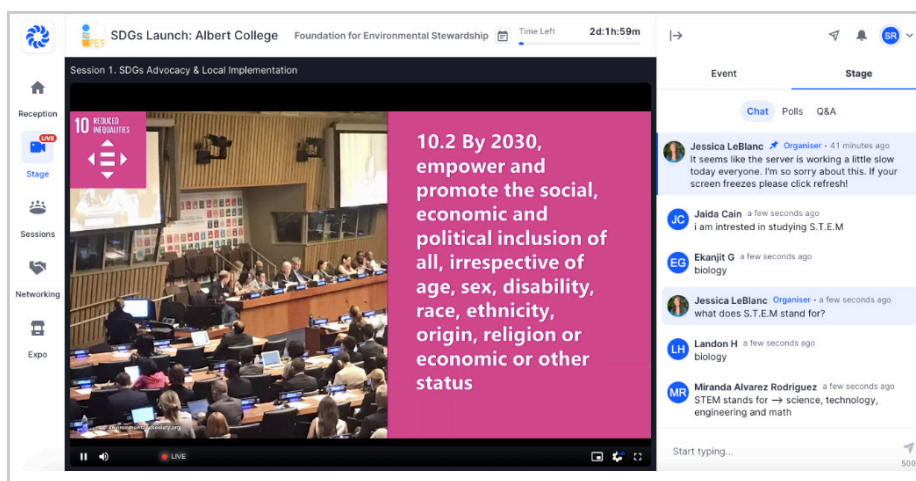 SDGs Launch: Albert College
Foundation for Environmental Stewardship
Time Left
2d:1h:59m
SR
FES
Session 1. SDGs Advocacy & Local Implementation
Reception
LIVE
Stage
Sessions
Networking
Expo
10 REDUCED
INEQUALITIES
10.2 By 2030,
empower and
promote the social,
economic and
political inclusion of
all, irrespective of
age, sex, disability,
race, ethnicity,
origin, religion or
economic or other
status
LIVE
Event
Stage
Chat
Polls
Q&A
Jessica LeBlanc Organiser • 41 minutes ago
It seems like the server is working a little slow
today everyone. I'm so sorry about this. If your
screen freezes please click refresh!
JC
Jaida Cain a few seconds ago
i am intrested in studying S.T.E.M
EG
Ekanjit G a few seconds ago
biology
Jessica LeBlanc Organiser • a few seconds ago
what does S.T.E.M stand for?
LH
Landon H a few seconds ago
biology
MR
Miranda Alvarez Rodriguez a few seconds ago
STEM stands for → science, technology,
engineering and math
Start typing...
500